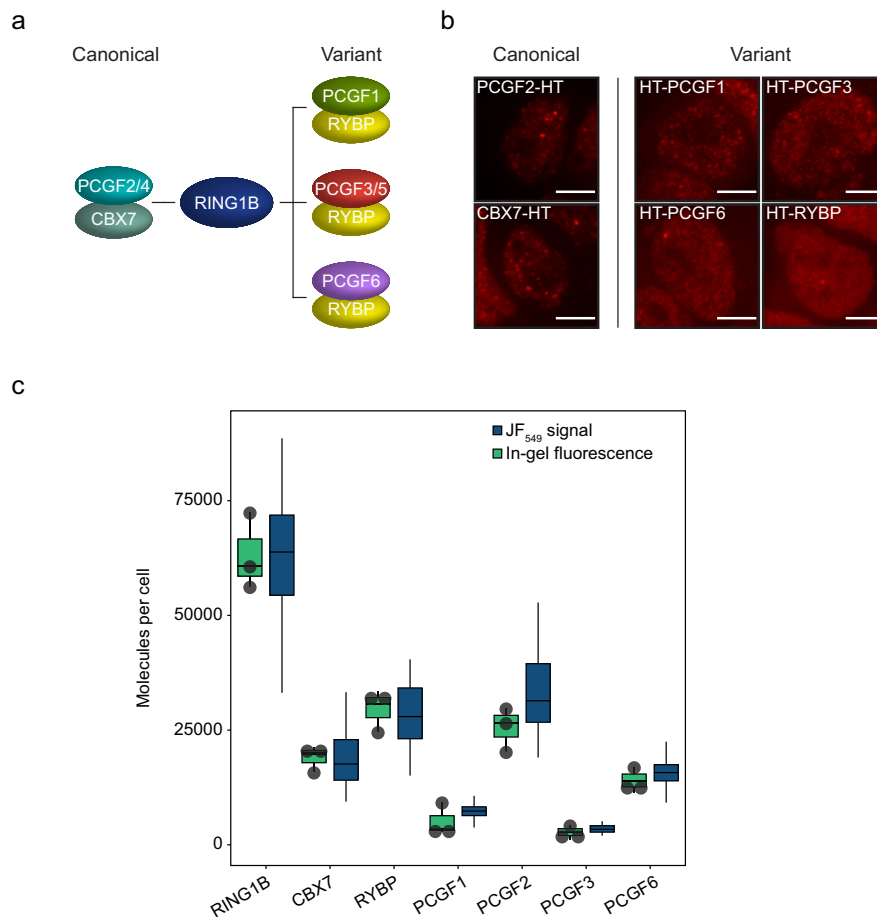 a
Canonical
Variant
PCGF1
RYBP
PCGF2/4
CBX7
RING1B
PCGF3/5
RYBP
PCGF6
RYBP
b
Canonical
Variant
PCGF2-HT
HT-PCGF1
HT-PCGF3
CBX7-HT
HT-PCGF6
HT-RYBP
c
JF549 signal
In-gel fluorescence
Molecules per cell
75000
50000
25000
0
RING1B
CBX7
RYBP
PCGF1
PCGF2
PCGF3
PCGF6